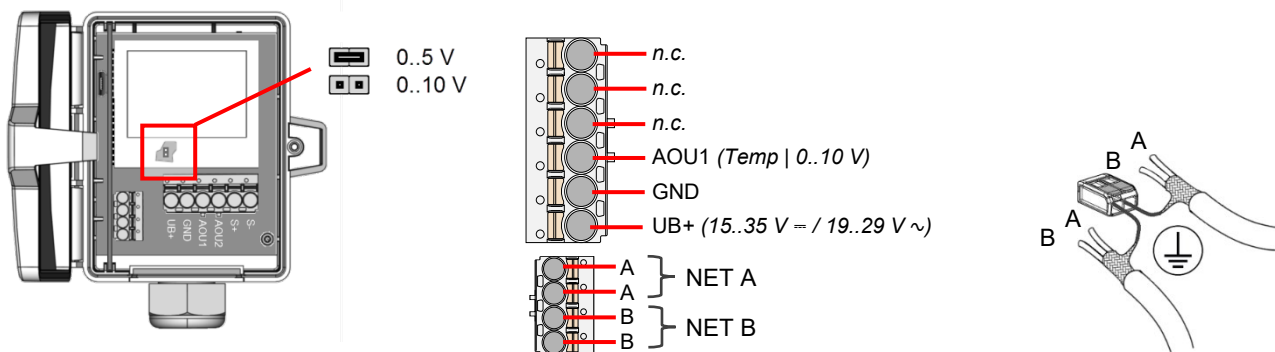 0..5 V
0..10 V
UB+
GND
AOU1
AOU2
S+
S-
n.c.
n.c.
n.c.
AOU1 (Temp | 0..10 V)
GND
UB+ (15..35 V ⎓ / 19..29 V ~)
A
A
NET A
B
B
NET B
A
B
A
B